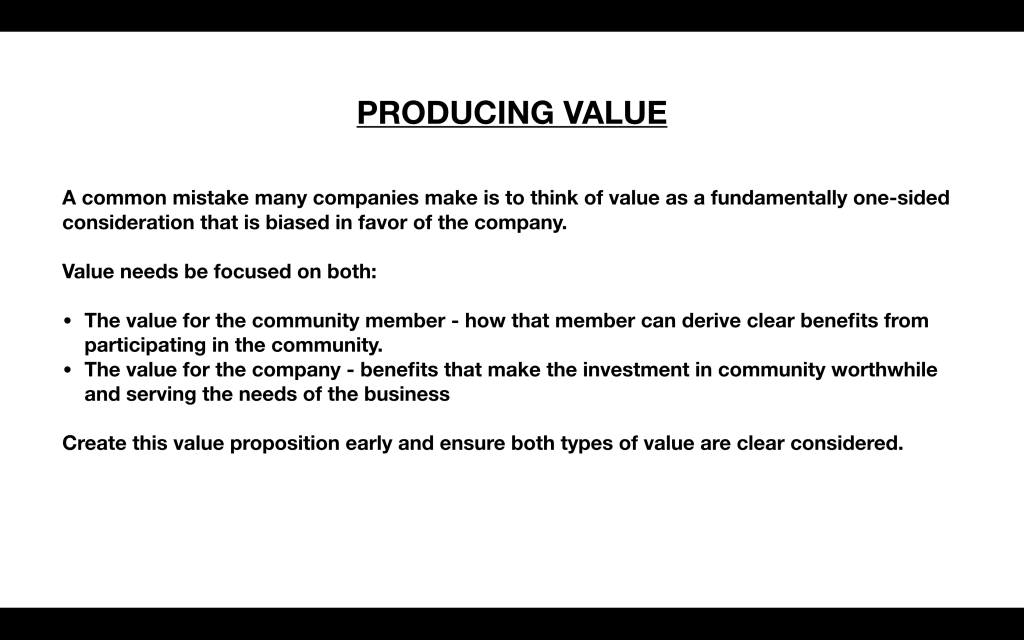 PRODUCING VALUE
A common mistake many companies make is to think of value as a fundamentally one-sided
consideration that is biased in favor of the company.
Value needs be focused on both:
• The value for the community member - how that member can derive clear benefits from
participating in the community.
• The value for the company - benefits that make the investment in community worthwhile
and serving the needs of the business
Create this value proposition early and ensure both types of value are clear considered.